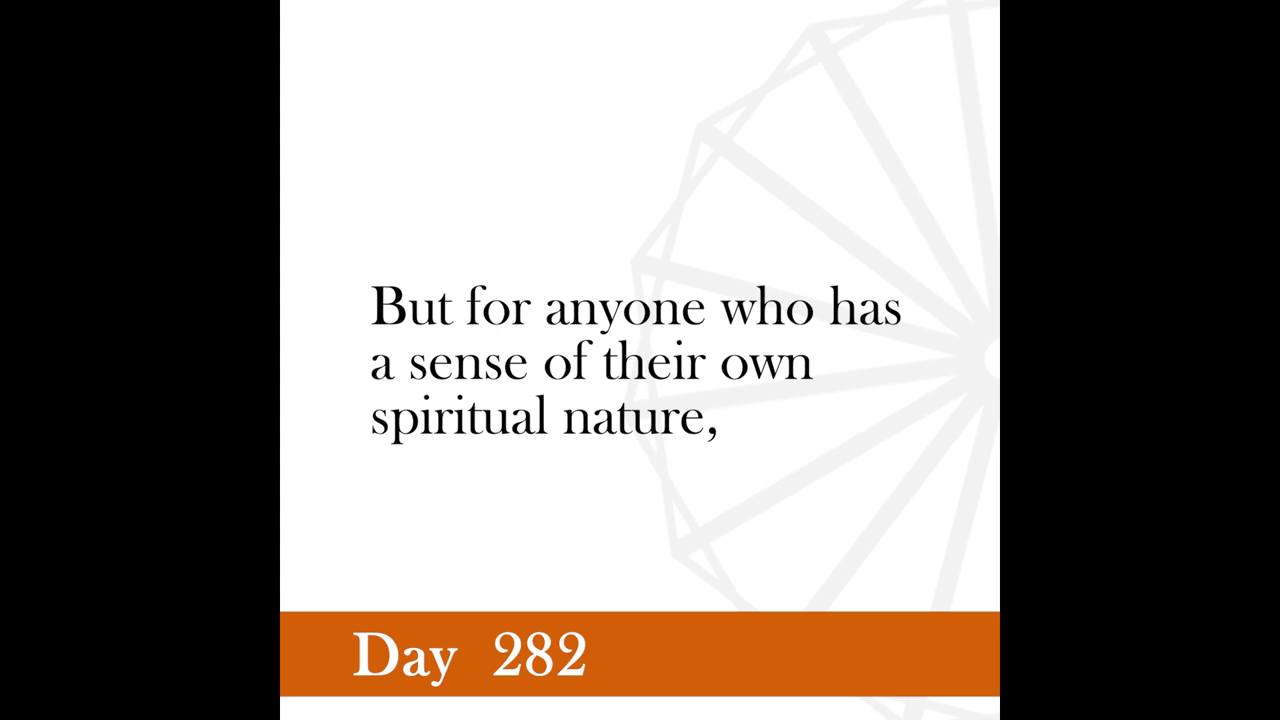 But for anyone who has
a sense of their own
spiritual nature,
Day 282